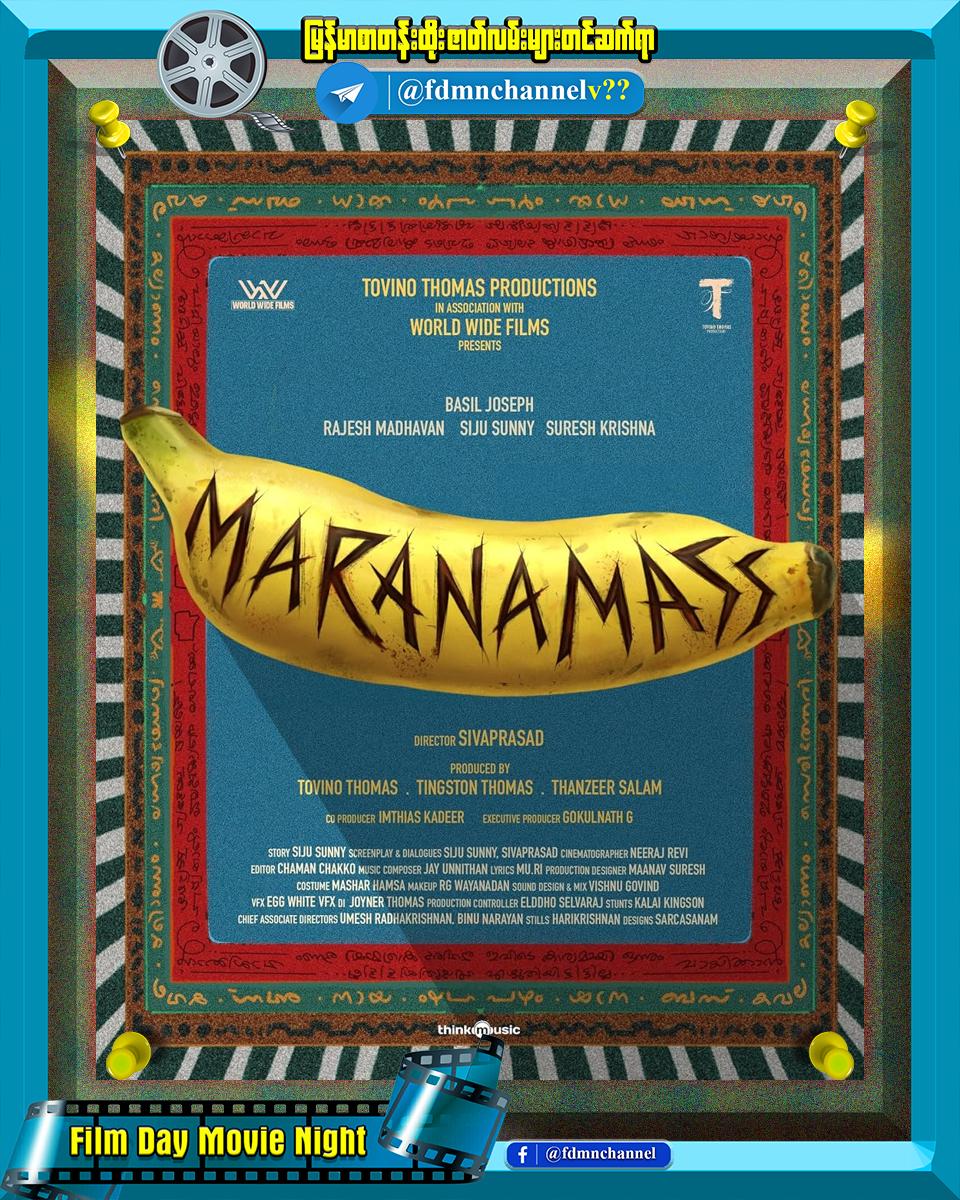 မြန်မာစာတန်းထိုးဇာတ်လမ်းများတင်ဆက်ရာ
@fdmnchannelv??
WORLD WIDE FILMS
TOVINO THOMAS PRODUCTIONS
IN ASSOCIATION WITH
WORLD WIDE FILMS
PRESENTS
TOVINO THOMAS
PRODUCTIONS
BASIL JOSEPH
RAJESH MADHAVAN SIJU SUNNY SURESH KRISHNA
MARANAMASS
DIRECTOR SIVAPRASAD
PRODUCED BY
TOVINO THOMAS . TINGSTON THOMAS . THANZEER SALAM
CO PRODUCER IMTHIAS KADEER EXECUTIVE PRODUCER GOKULNATH G
STORY SIJU SUNNY SCREENPLAY & DIALOGUES SIJU SUNNY, SIVAPRASAD CINEMATOGRAPHER NEERAJ REVI
EDITOR CHAMAN CHAKKO MUSIC COMPOSER JAY UNNITHAN LYRICS MU.RI PRODUCTION DESIGNER MAANAV SURESH
COSTUME MASHAR HAMSA MAKEUP RG WAYANADAN SOUND DESIGN & MIX VISHNU GOVIND
VFX EGG WHITE VFX DI JOYNER THOMAS PRODUCTION CONTROLLER ELDDHO SELVARAJ STUNTS KALAI KINGSON
CHIEF ASSOCIATE DIRECTORS UMESH RADHAKRISHNAN, BINU NARAYAN STILLS HARIKRISHNAN DESIGNS SARCASANAM
thinkmusic
Film Day Movie Night
@fdmnchannel